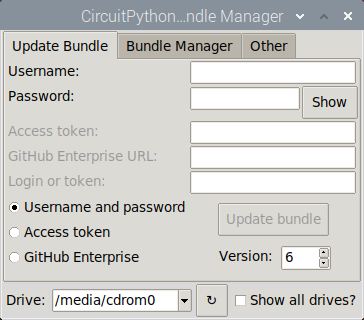 CircuitPython...ndle Manager
Update Bundle Bundle Manager Other
Username:
Password: Show
Access token:
GitHub Enterprise URL:
Login or token:
Username and password
Update bundle
Access token
GitHub Enterprise Version: 6
Drive: /media/cdrom0 ↻ Show all drives?